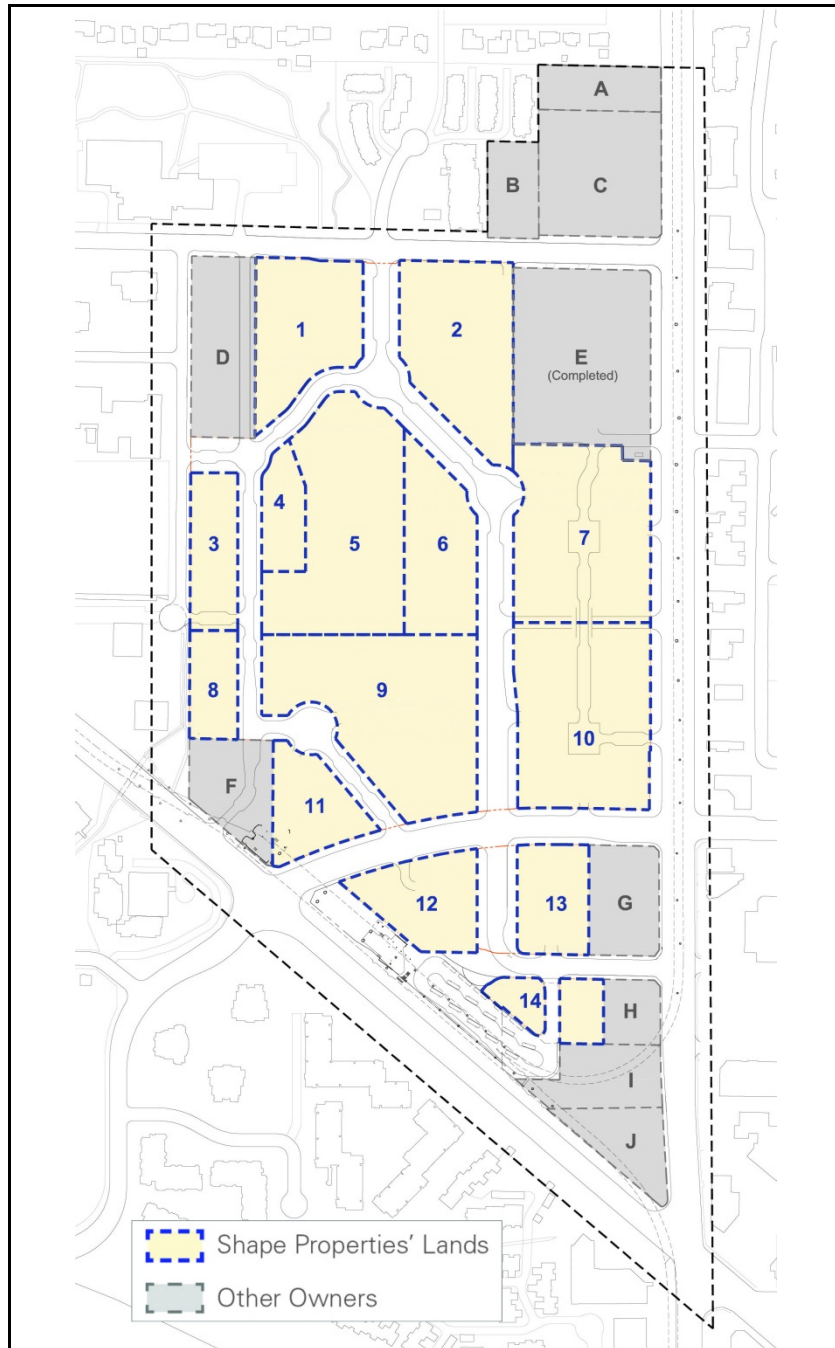 A
B
C
D
1
2
E
(Completed)
4
3
5
6
7
8
9
10
F
11
12
13
G
14
H
I
J
Shape Properties' Lands
Other Owners